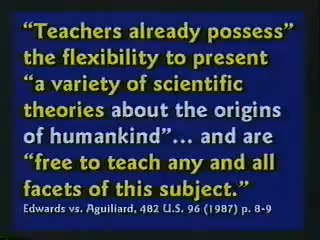 “Teachers already possess”
the flexibility to present
“a variety of scientific
theories about the origins
of humankind”... and are
“free to teach any and all
facets of this subject.”
Edwards vs. Aguiliard, 482 U.S. 96 (1987) p. 8-9